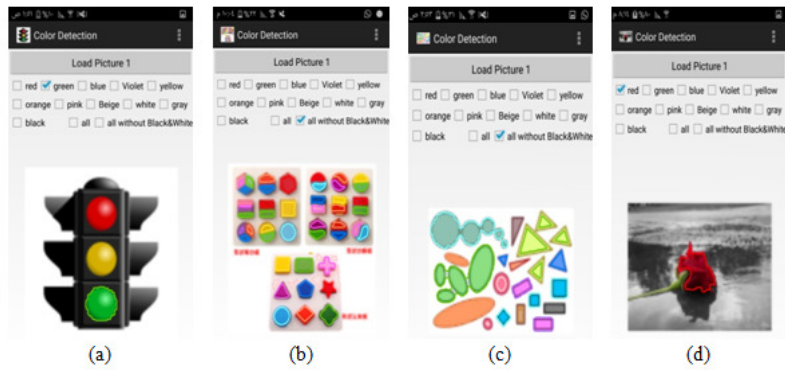 Color Detection
Load Picture 1
red green blue Violet yellow
orange pink Beige white gray
black all all without Black&White
(a)
Color Detection
Load Picture 1
red green blue Violet yellow
orange pink Beige white gray
black all all without Black&White
(b)
Color Detection
Load Picture 1
red green blue Violet yellow
orange pink Beige white gray
black all all without Black&White
(c)
Color Detection
Load Picture 1
red green blue Violet yellow
orange pink Beige white gray
black all all without Black&White
(d)